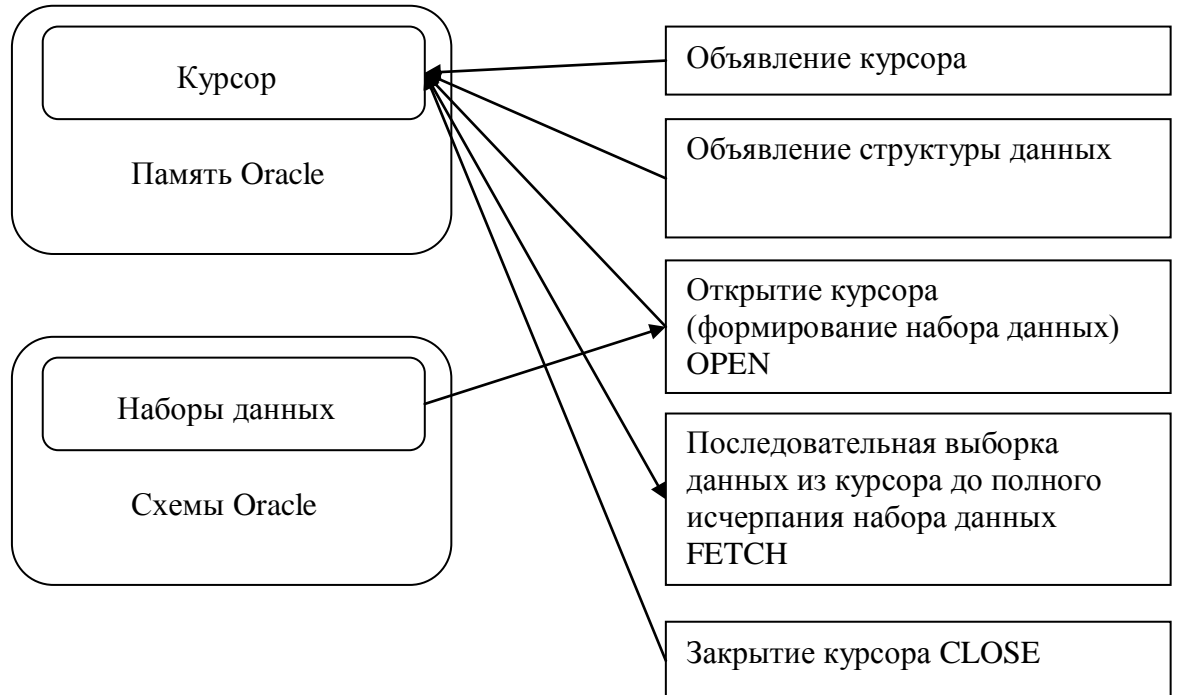 Курсор
Память Oracle
Наборы данных
Схемы Oracle
Объявление курсора
Объявление структуры данных
Открытие курсора
(формирование набора данных)
OPEN
Последовательная выборка
данных из курсора до полного
исчерпания набора данных
FETCH
Закрытие курсора CLOSE